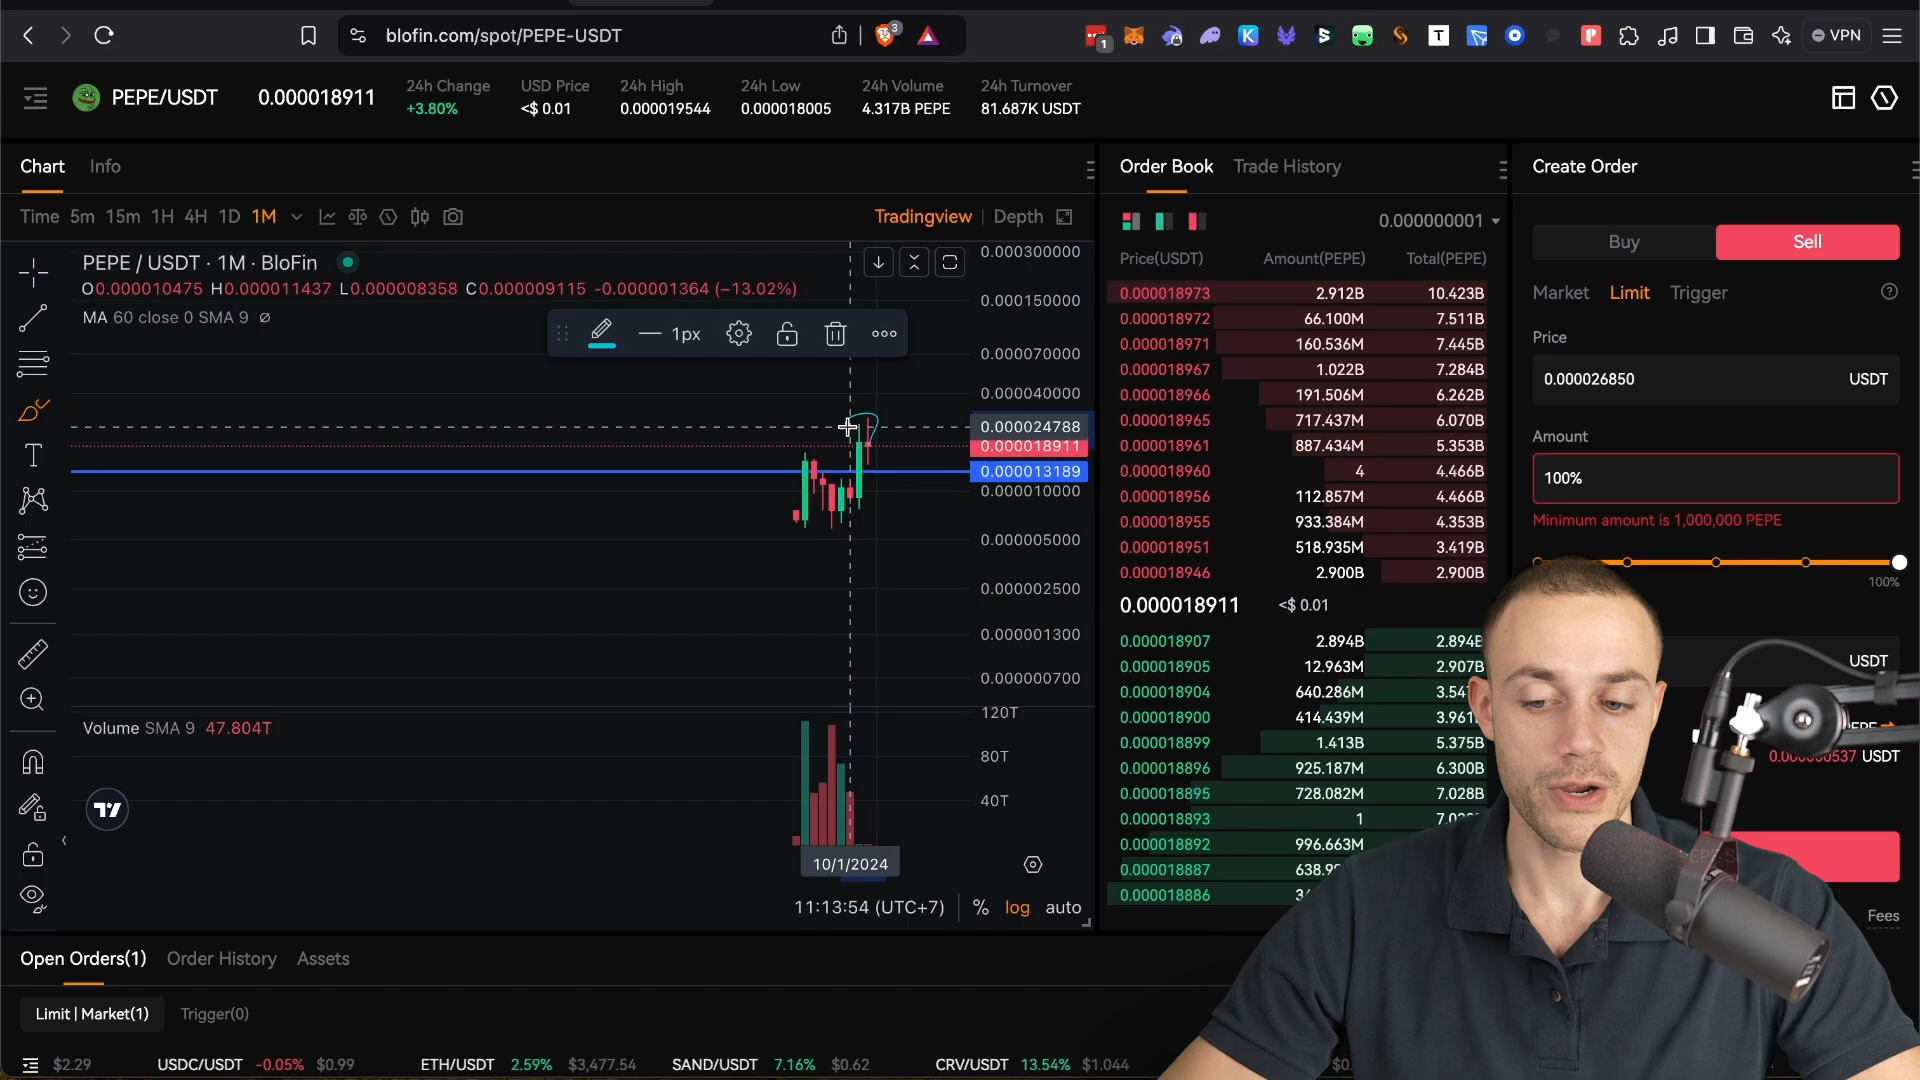 blofin.com/spot/PEPE-USDT
3
1
T
VPN
PEPE/USDT
0.000018911
24h Change
+3.80%
USD Price
<$ 0.01
24h High
0.000019544
24h Low
0.000018005
24h Volume
4.317B PEPE
24h Turnover
81.687K USDT
Chart
Info
Time 5m 15m 1H 4H 1D 1M
Tradingview
Depth
PEPE / USDT · 1M · BloFin
O0.000010475 H0.000011437 L0.000008358 C0.000009115 -0.000001364 (−13.02%)
MA 60 close 0 SMA 9 ∅
1px
0.000300000
0.000150000
0.000070000
0.000040000
0.000024788
0.000018911
0.000013189
0.000010000
0.000005000
0.000002500
0.000001300
0.000000700
Volume SMA 9 47.804T
120T
80T
40T
10/1/2024
11:13:54 (UTC+7)
% log auto
Order Book
Trade History
0.000000001
Price(USDT) Amount(PEPE) Total(PEPE)
0.000018973 2.912B 10.423B
0.000018972 66.100M 7.511B
0.000018971 160.536M 7.445B
0.000018967 1.022B 7.284B
0.000018966 191.506M 6.262B
0.000018965 717.437M 6.070B
0.000018961 887.434M 5.353B
0.000018960 4 4.466B
0.000018956 112.857M 4.466B
0.000018955 933.384M 4.353B
0.000018951 518.935M 3.419B
0.000018946 2.900B 2.900B
0.000018911 <$ 0.01
0.000018907 2.894B 2.894B
0.000018905 12.963M 2.907B
0.000018904 640.286M 3.547
0.000018900 414.439M 3.961
0.000018899 1.413B 5.375B
0.000018896 925.187M 6.300B
0.000018895 728.082M 7.028B
0.000018893 1
0.000018892 996.663M
0.000018887 638.9
0.000018886
Create Order
Buy
Sell
Market
Limit
Trigger
Price
0.000026850 USDT
Amount
100%
Minimum amount is 1,000,000 PEPE
100%
USDT
USDT
Fees
Open Orders(1)
Order History
Assets
Limit | Market(1)
Trigger(0)
$2.29
USDC/USDT -0.05% $0.99
ETH/USDT 2.59% $3,477.54
SAND/USDT 7.16% $0.62
CRV/USDT 13.54% $1.044